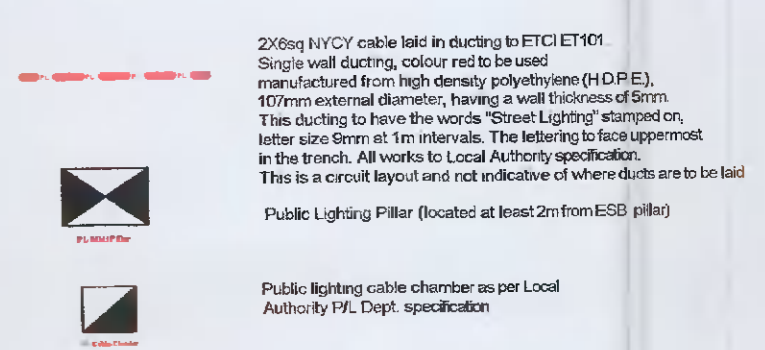 2X6sq NYCY cable laid in ducting to ETCI ET101
Single wall ducting, colour red to be used
manufactured from high density polyethylene (H.D.P.E.),
107mm external diameter, having a wall thickness of 5mm.
This ducting to have the words "Street Lighting" stamped on,
letter size 9mm at 1m intervals. The lettering to face uppermost
in the trench. All works to Local Authority specification.
This is a circuit layout and not indicative of where ducts are to be laid
PL PL P PL
Public Lighting Pillar (located at least 2m from ESB pillar)
Public lighting cable chamber as per Local
Authority P/L Dept. specification